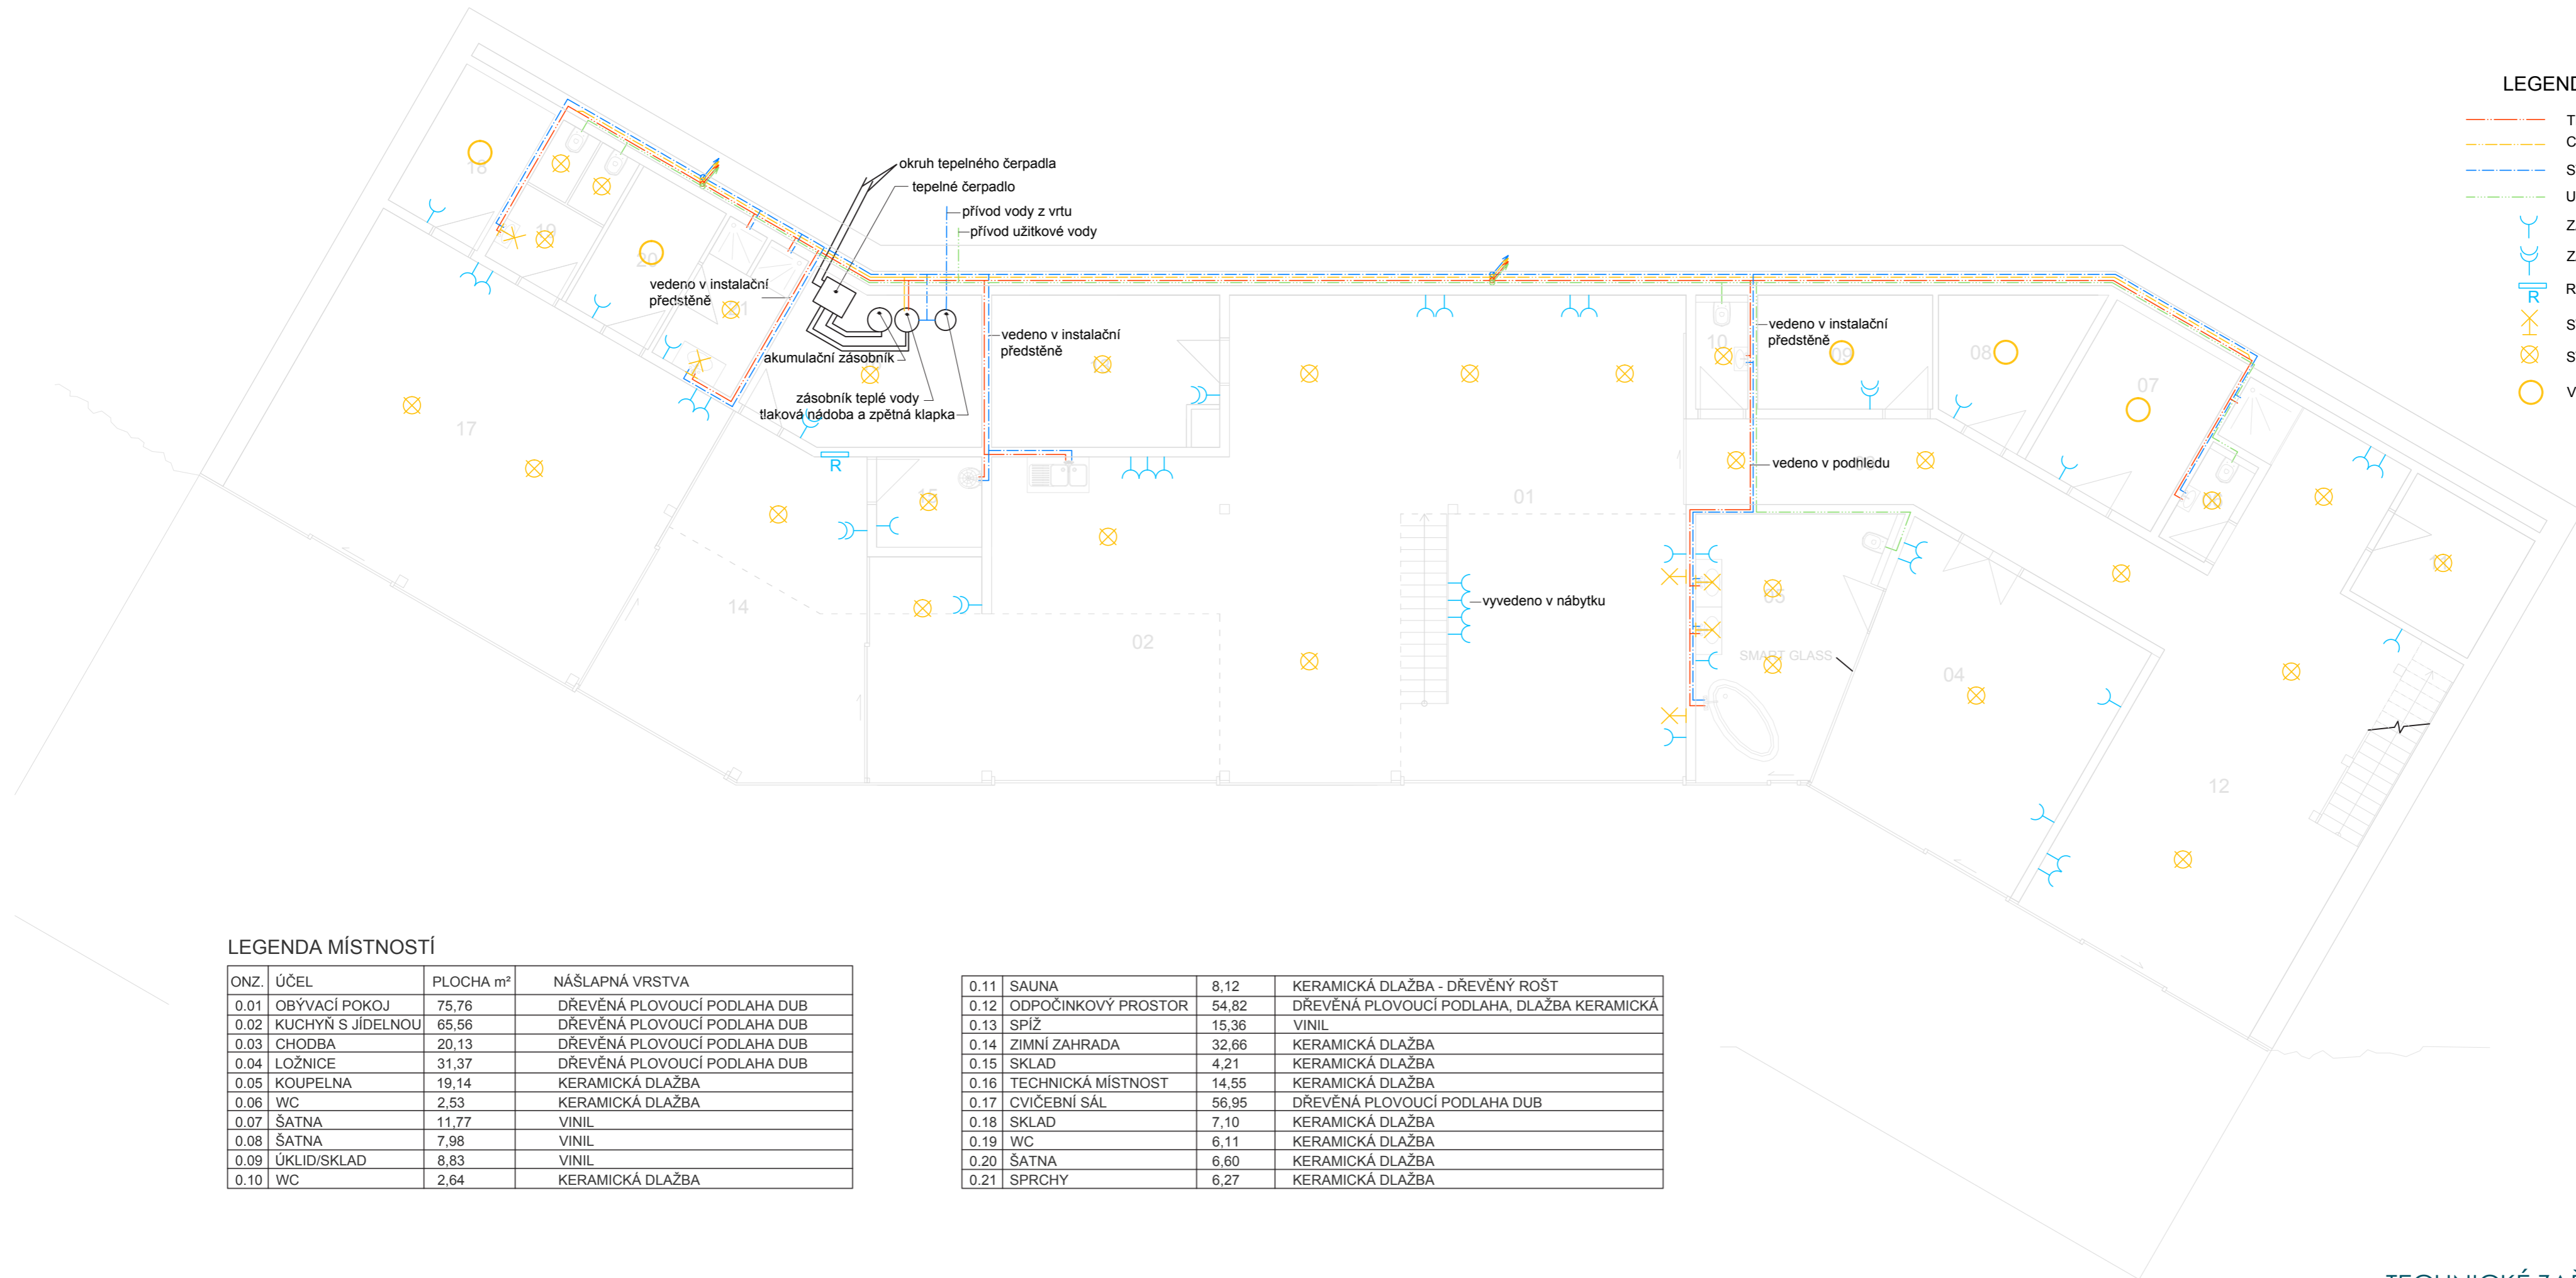 LEGEND
T
C
S
U
Z
Z
R
R
S
S
V
okruh tepelného čerpadla
tepelné čerpadlo
přívod vody z vrtu
přívod užitkové vody
vedeno v instalační
předstěně
akumulační zásobník
zásobník teplé vody
tlaková nádoba a zpětná klapka
vedeno v instalační
předstěně
vedeno v instalační
předstěně
vedeno v podhledu
vyvedeno v nábytku
SMART GLASS
R
18
19
20
17
14
15
02
01
10
09
08
07
05
04
12
LEGENDA MÍSTNOSTÍ
ONZ. ÚČEL PLOCHA m² NÁŠLAPNÁ VRSTVA
0.01 OBÝVACÍ POKOJ 75,76 DŘEVĚNÁ PLOVOUCÍ PODLAHA DUB
0.02 KUCHYŇ S JÍDELNOU 65,56 DŘEVĚNÁ PLOVOUCÍ PODLAHA DUB
0.03 CHODBA 20,13 DŘEVĚNÁ PLOVOUCÍ PODLAHA DUB
0.04 LOŽNICE 31,37 DŘEVĚNÁ PLOVOUCÍ PODLAHA DUB
0.05 KOUPELNA 19,14 KERAMICKÁ DLAŽBA
0.06 WC 2,53 KERAMICKÁ DLAŽBA
0.07 ŠATNA 11,77 VINIL
0.08 ŠATNA 7,98 VINIL
0.09 ÚKLID/SKLAD 8,83 VINIL
0.10 WC 2,64 KERAMICKÁ DLAŽBA
0.11 SAUNA 8,12 KERAMICKÁ DLAŽBA - DŘEVĚNÝ ROŠT
0.12 ODPOČINKOVÝ PROSTOR 54,82 DŘEVĚNÁ PLOVOUCÍ PODLAHA, DLAŽBA KERAMICKÁ
0.13 SPÍŽ 15,36 VINIL
0.14 ZIMNÍ ZAHRADA 32,66 KERAMICKÁ DLAŽBA
0.15 SKLAD 4,21 KERAMICKÁ DLAŽBA
0.16 TECHNICKÁ MÍSTNOST 14,55 KERAMICKÁ DLAŽBA
0.17 CVIČEBNÍ SÁL 56,95 DŘEVĚNÁ PLOVOUCÍ PODLAHA DUB
0.18 SKLAD 7,10 KERAMICKÁ DLAŽBA
0.19 WC 6,11 KERAMICKÁ DLAŽBA
0.20 ŠATNA 6,60 KERAMICKÁ DLAŽBA
0.21 SPRCHY 6,27 KERAMICKÁ DLAŽBA